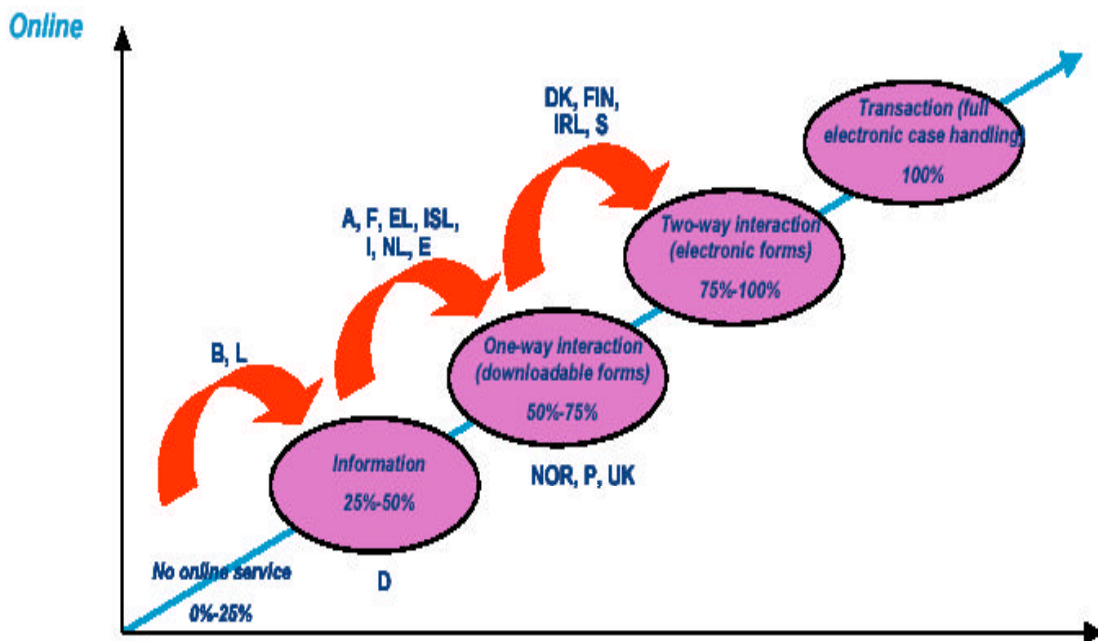 Online
DK, FIN,
IRL, S
Transaction (full
electronic case handling)
100%
A, F, EL, ISL,
I, NL, E
Two-way interaction
(electronic forms)
75%-100%
B, L
One-way interaction
(downloadable forms)
50%-75%
NOR, P, UK
Information
25%-50%
D
No online service
0%-25%